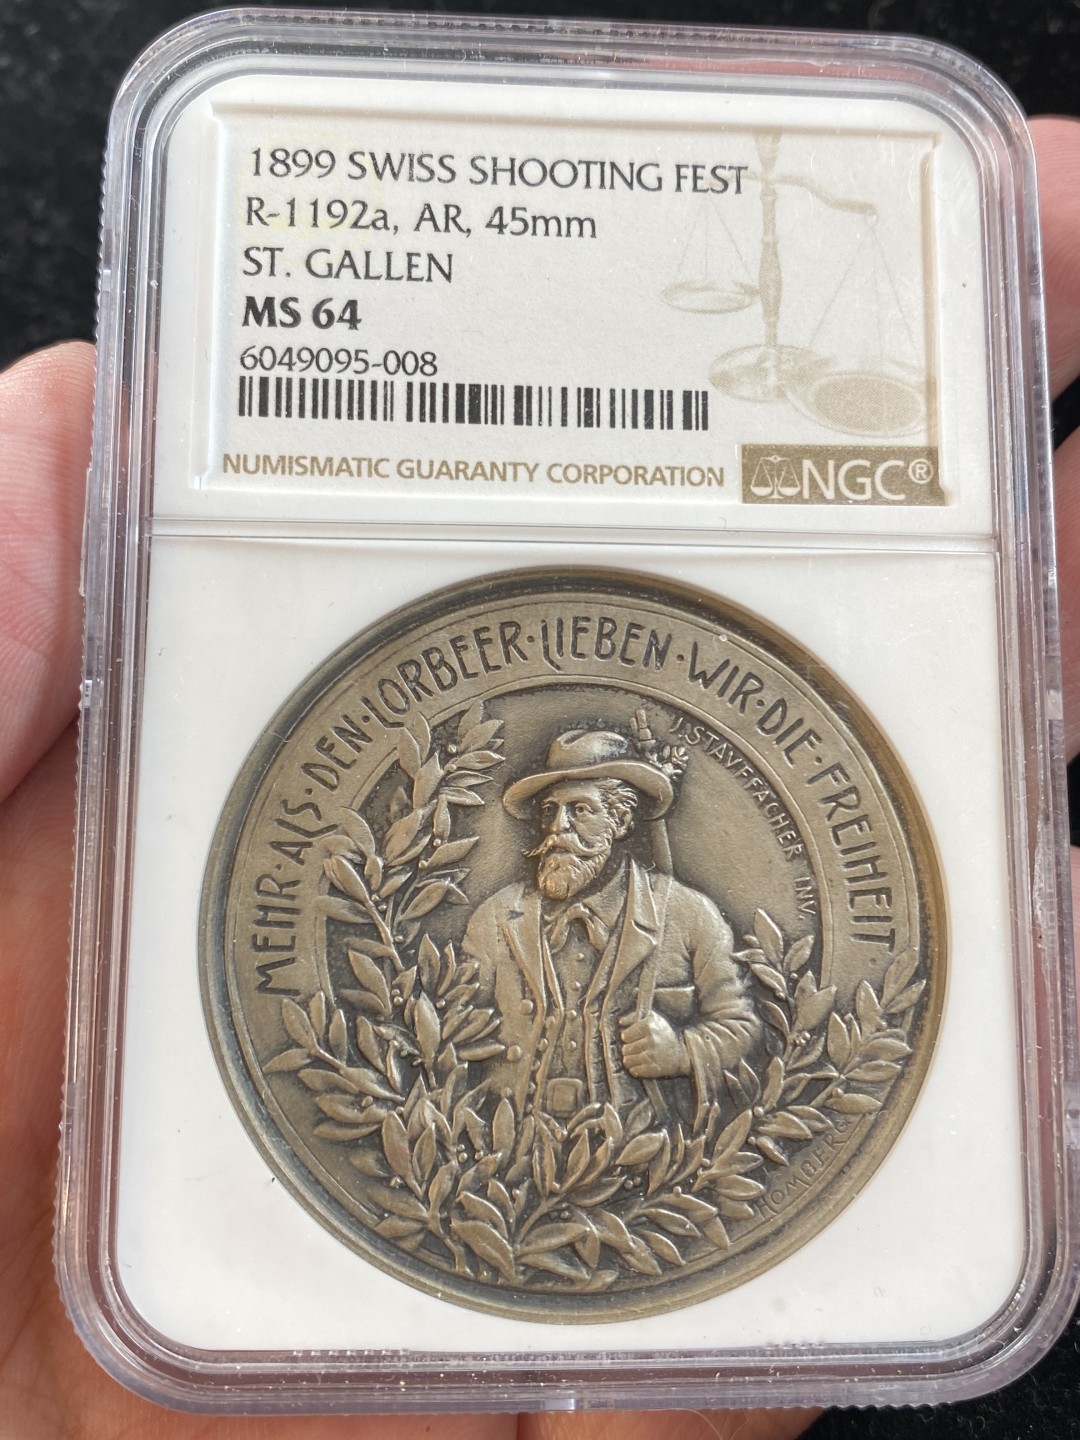 1899 SWISS SHOOTING FEST
R-1192a, AR, 45mm
ST. GALLEN
MS 64
6049095-008
NUMISMATIC GUARANTY CORPORATION
NGC®
MEHR·ALS·DEN·LORBEER·LIEBEN·WIR·DIE·FREIHEIT
J.STAVFFACHER INV.
HOMBERG